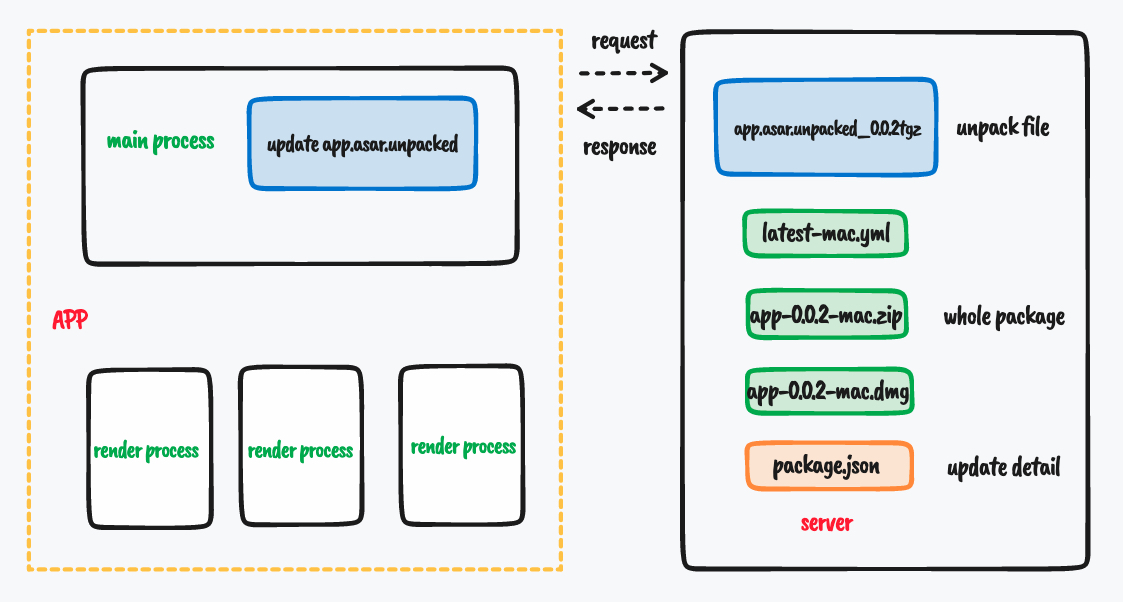 request
response
main process
update app.asar.unpacked
APP
render process
render process
render process
app.asar.unpacked_0.0.2tgz
unpack file
latest-mac.yml
app-0.0.2-mac.zip
whole package
app-0.0.2-mac.dmg
package.json
update detail
server